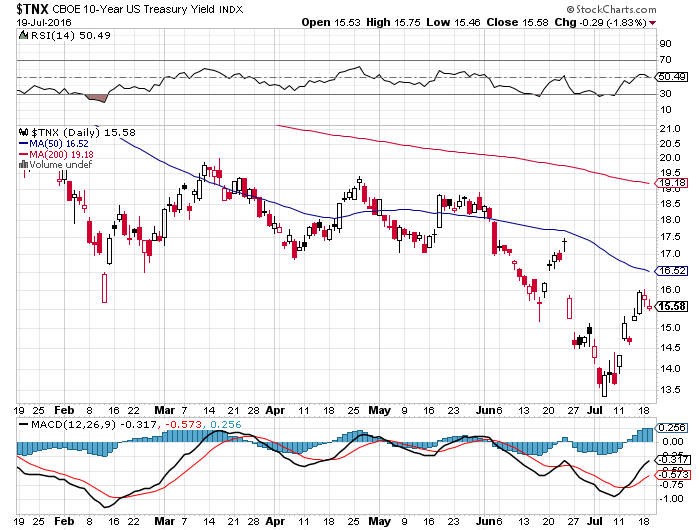 $TNX CBOE 10-Year US Treasury Yield INDX
© StockCharts.com
19-Jul-2016
Open 15.53 High 15.75 Low 15.46 Close 15.58 Chg -0.29 (-1.83%)
RSI(14) 50.49
90
70
50.49
30
10
$TNX (Daily) 15.58
MA(50) 16.52
MA(200) 19.18
Volume undef
21.0
20.5
20.0
19.5
19.18
19.0
18.5
18.0
17.5
17.0
16.52
16.0
15.58
15.0
14.5
14.0
13.5
19 25 Feb 8 16 22 Mar 7 14 21 28 Apr 11 18 25 May 9 16 23 Jun 6 13 20 27 Jul 11 18
MACD(12,26,9) -0.317, -0.573, 0.256
0.256
0.00
-0.317
-0.573
-0.75
-1.00
19 25 Feb 8 16 22 Mar 7 14 21 28 Apr 11 18 25 May 9 16 23 Jun 6 13 20 27 Jul 11 18